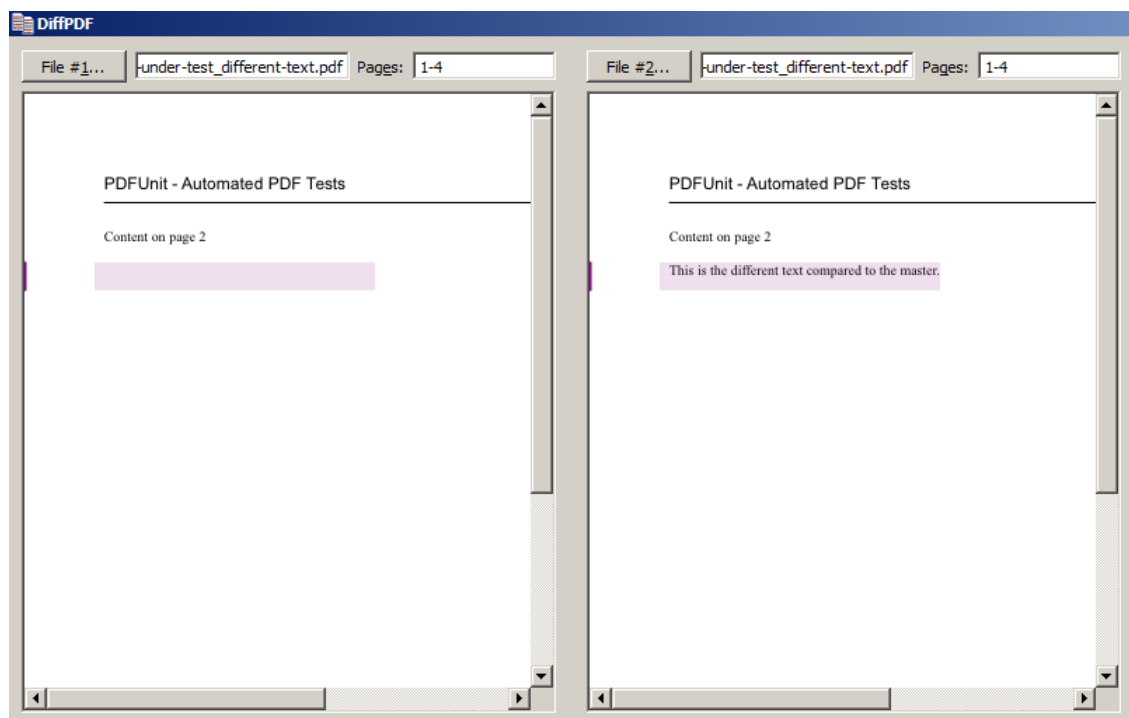 DiffPDF
File #1... -under-test_different-text.pdf Pages: 1-4
File #2... -under-test_different-text.pdf Pages: 1-4
PDFUnit - Automated PDF Tests
Content on page 2
PDFUnit - Automated PDF Tests
Content on page 2
This is the different text compared to the master.